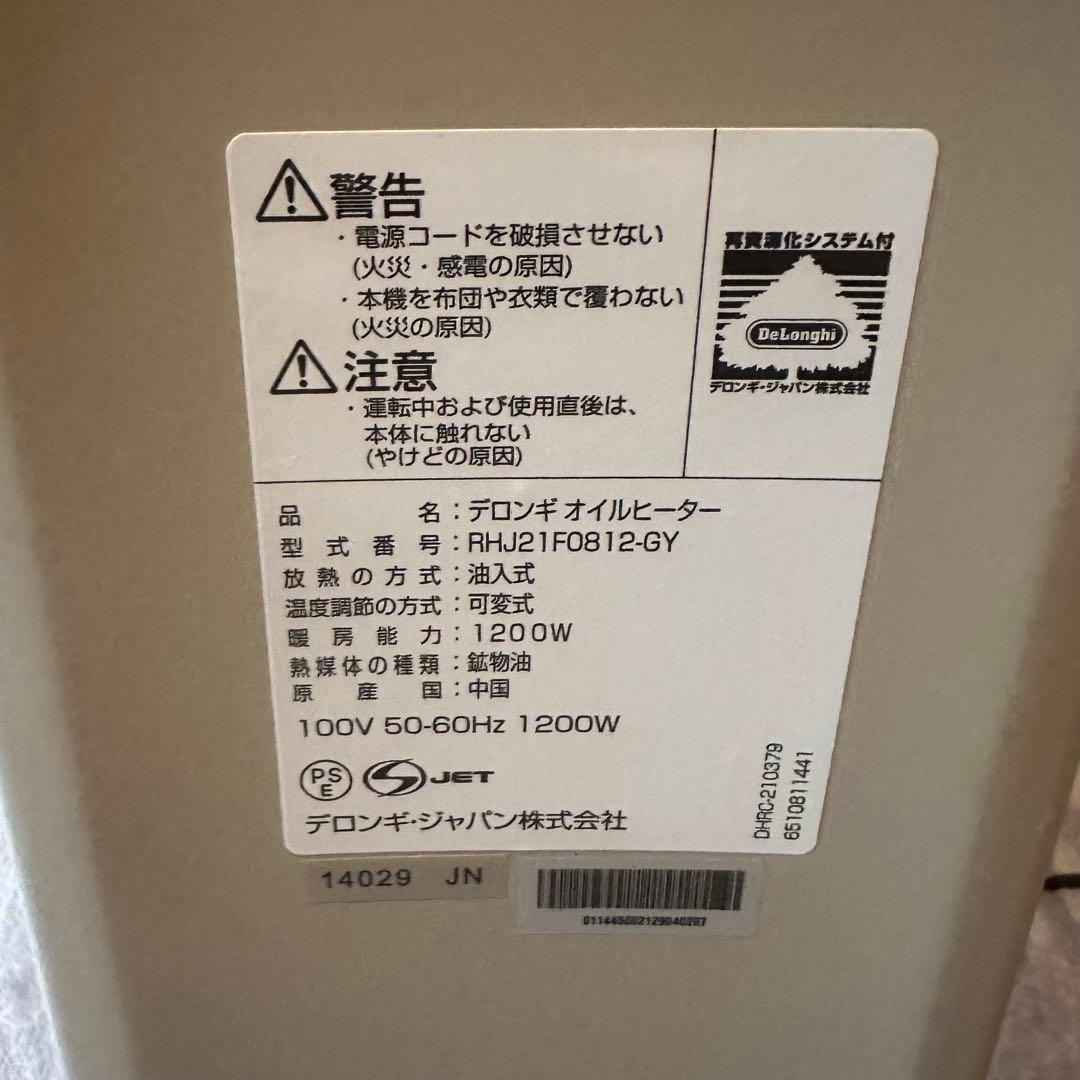 警告
・電源コードを破損させない
(火災・感電の原因)
・本機を布団や衣類で覆わない
(火災の原因)
注意
・運転中および使用直後は、
本体に触れない
(やけどの原因)
再資源化システム付
DeLonghi
デロンギ・ジャパン株式会社
品名：デロンギ オイルヒーター
型式番号：RHJ21F0812-GY
放熱の方式：油入式
温度調節の方式：可変式
暖房能力：1200W
熱媒体の種類：鉱物油
原産国：中国
100V 50-60Hz 1200W
PSE
JET
デロンギ・ジャパン株式会社
DHRC-210379
6510811441
14029 JN